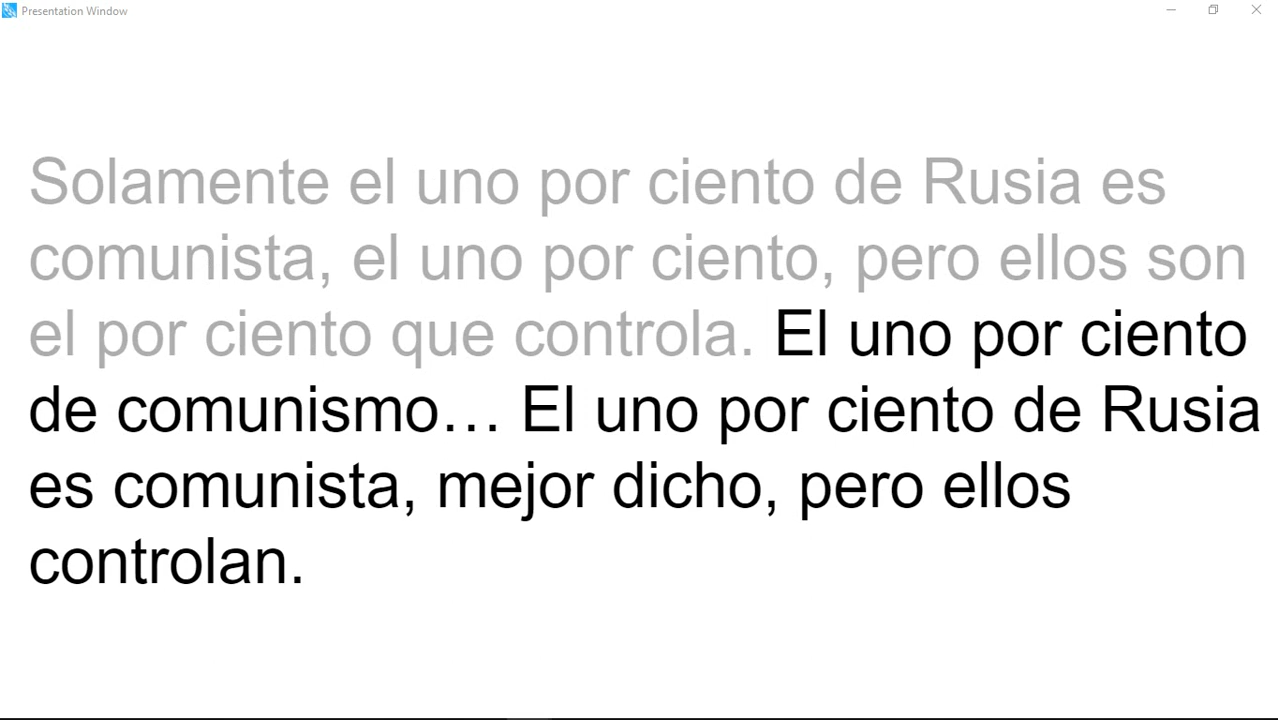 Presentation Window
Solamente el uno por ciento de Rusia es
comunista, el uno por ciento, pero ellos son
el por ciento que controla. El uno por ciento
de comunismo… El uno por ciento de Rusia
es comunista, mejor dicho, pero ellos
controlan.